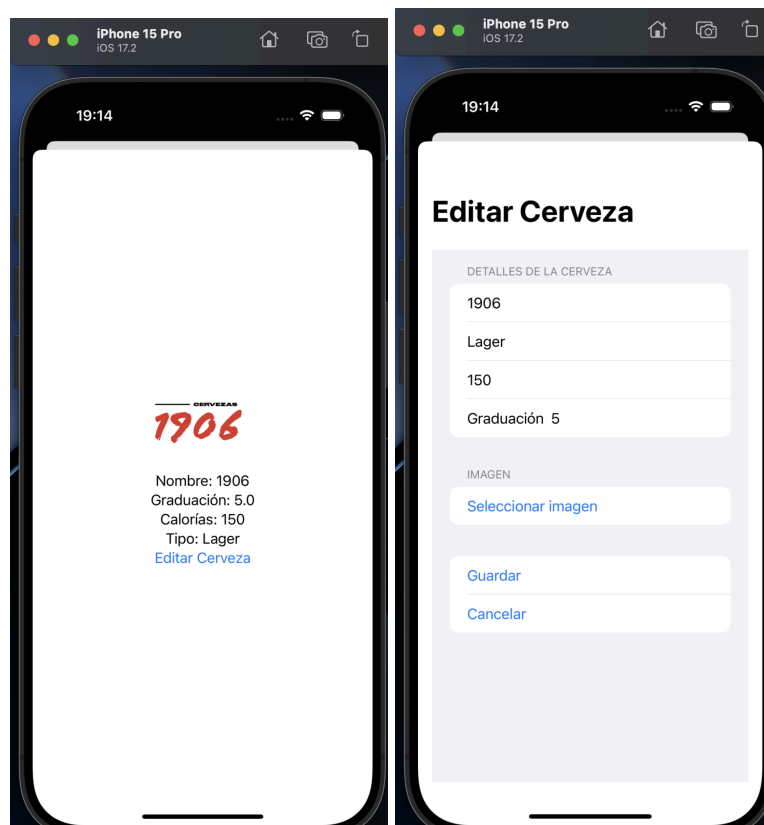 iPhone 15 Pro
iOS 17.2
19:14
CERVEZAS
1906
Nombre: 1906
Graduación: 5.0
Calorías: 150
Tipo: Lager
Editar Cerveza
iPhone 15 Pro
iOS 17.2
19:14
Editar Cerveza
DETALLES DE LA CERVEZA
1906
Lager
150
Graduación 5
IMAGEN
Seleccionar imagen
Guardar
Cancelar